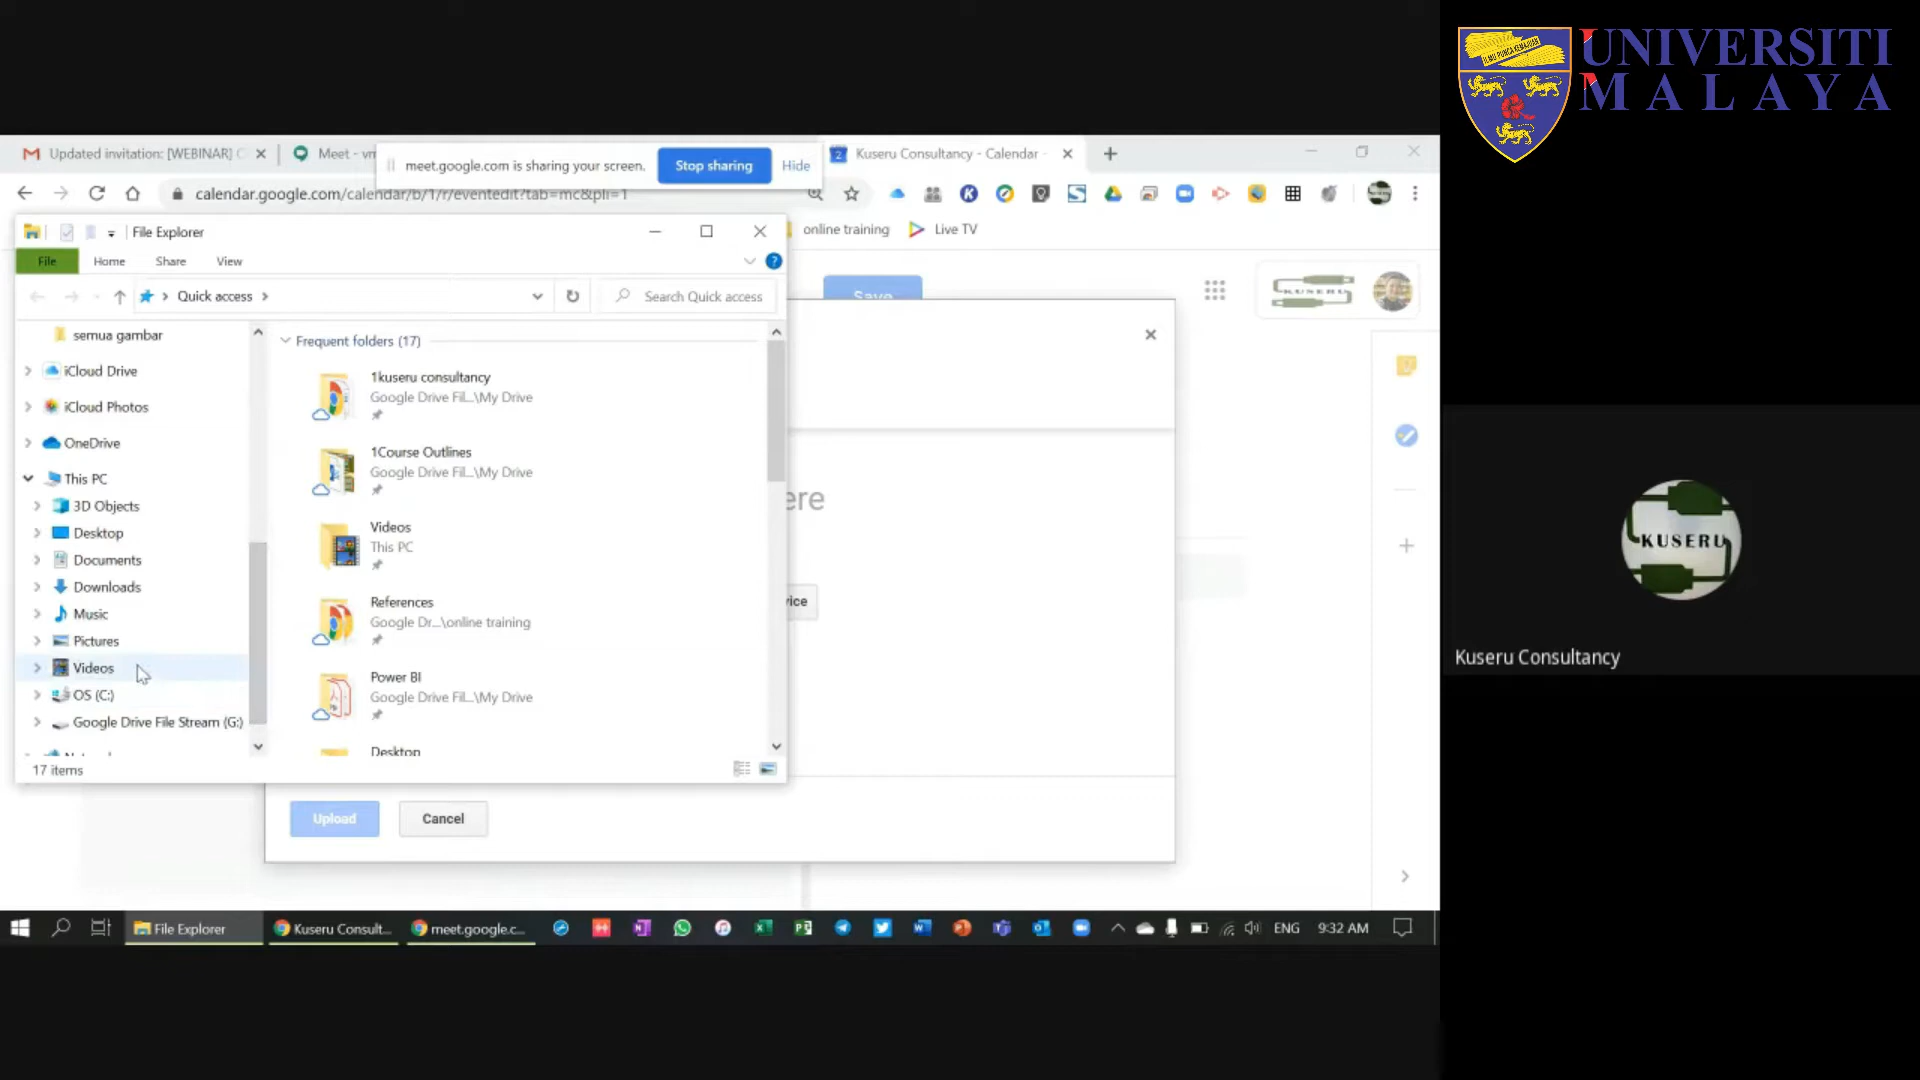 UNIVERSITI
MALAYA
ILMU PUNCA KEMAJUAN
Updated invitation: [WEBINAR]
Meet - vm
meet.google.com is sharing your screen.
Stop sharing
Hide
Kuseru Consultancy - Calendar -
calendar.google.com/calendar/b/1/r/eventedit?tab=mc&pli=1
File Explorer
online training
Live TV
File
Home
Share
View
Quick access
Search Quick access
Save
KUSERU
semua gambar
iCloud Drive
iCloud Photos
OneDrive
This PC
3D Objects
Desktop
Documents
Downloads
Music
Pictures
Videos
OS (C:)
Google Drive File Stream (G:)
Frequent folders (17)
1kuseru consultancy
Google Drive Fil...\My Drive
1Course Outlines
Google Drive Fil...\My Drive
Videos
This PC
References
Google Dr...\online training
Power BI
Google Drive Fil...\My Drive
Desktop
ere
vice
17 items
Upload
Cancel
KUSERU
Kuseru Consultancy
File Explorer
Kuseru Consult...
meet.google.c...
ENG
9:32 AM